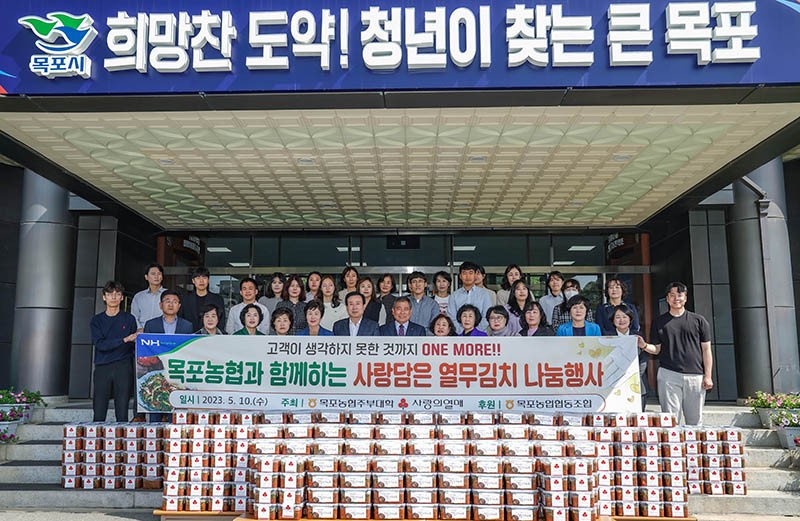 목포시
희망찬 도약! 청년이 찾는 큰 목포
NH
고객이 생각하지 못한 것까지 ONE MORE!!
목포농협과 함께하는 사랑담은 열무김치 나눔행사
일시 | 2023. 5. 10.(수) 주최 | 목포농협주부대학 사랑의열매 후원 | 목포농업협동조합